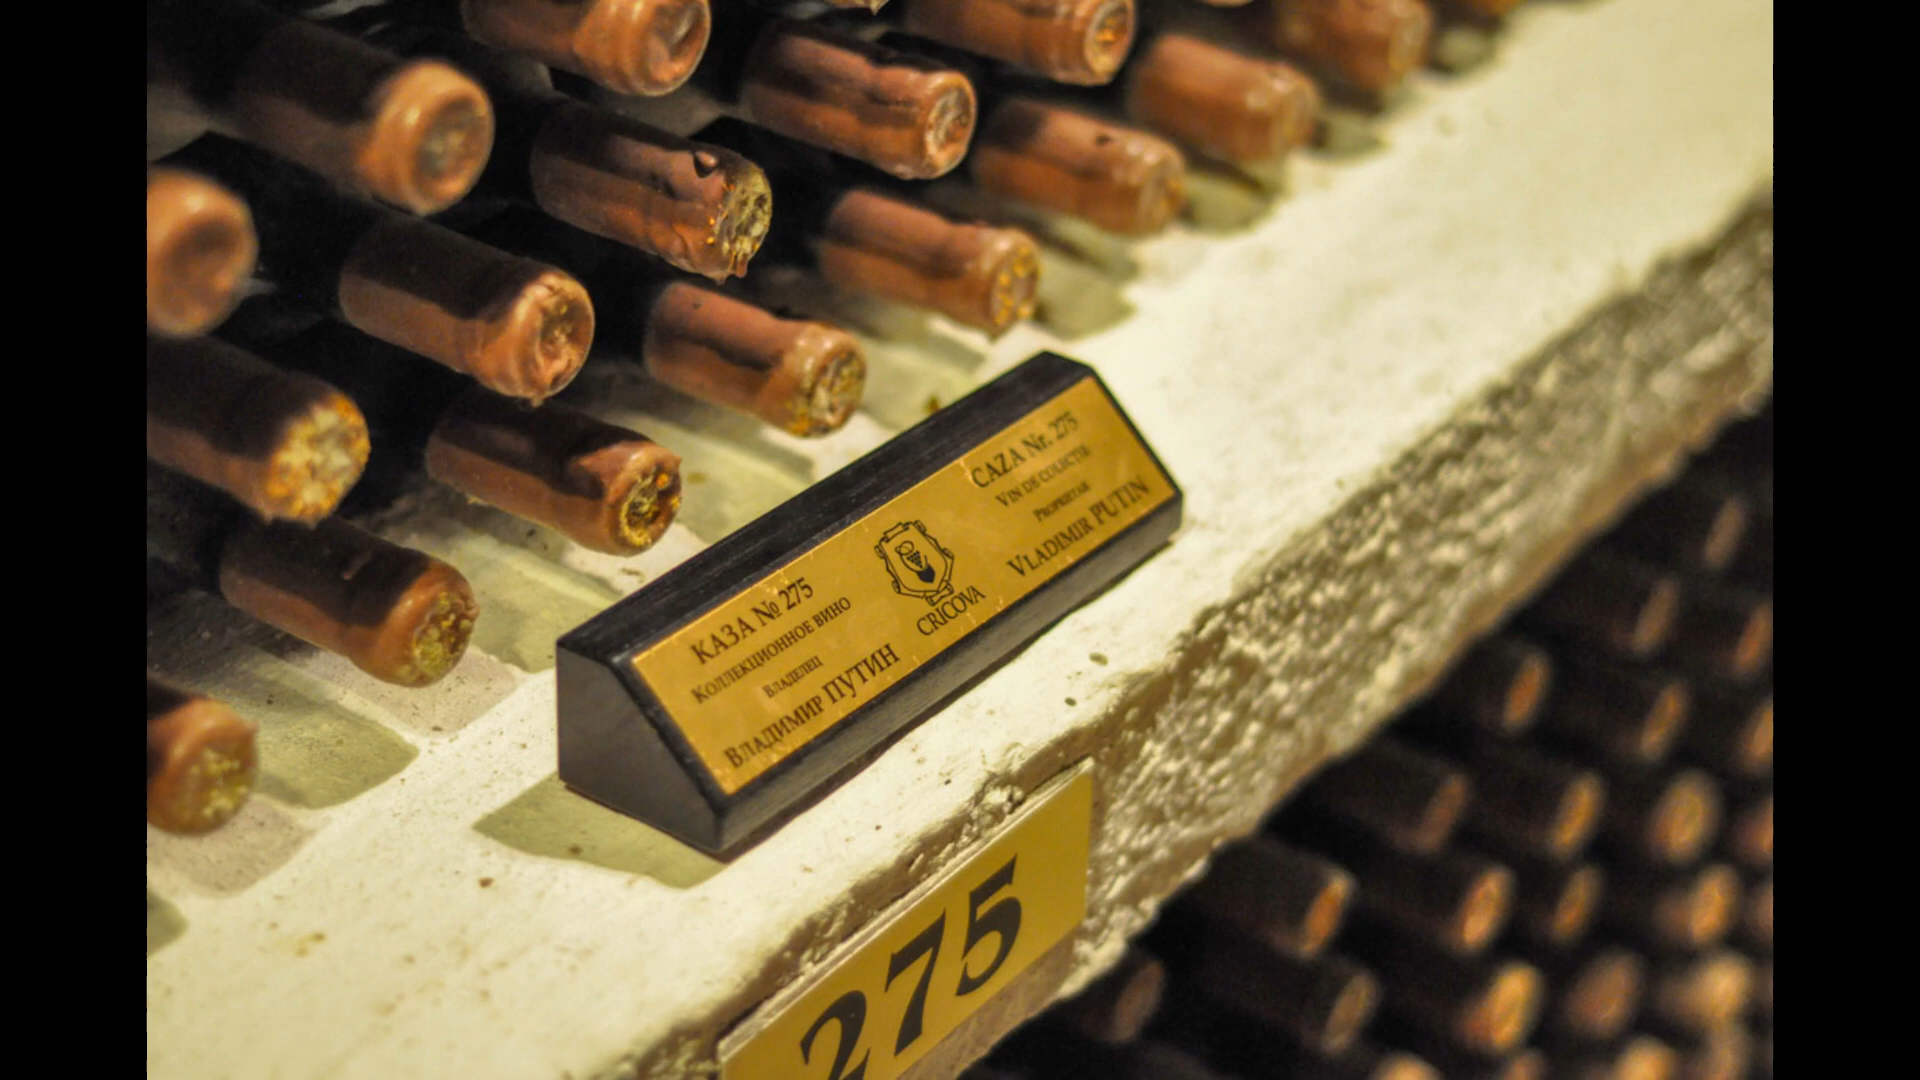 КАЗА № 275
Коллекционное вино
Владелец
Владимир ПУТИН
CRICOVA
CAZA Nr. 275
Vin de colecție
Proprietar
Vladimir PUTIN
275